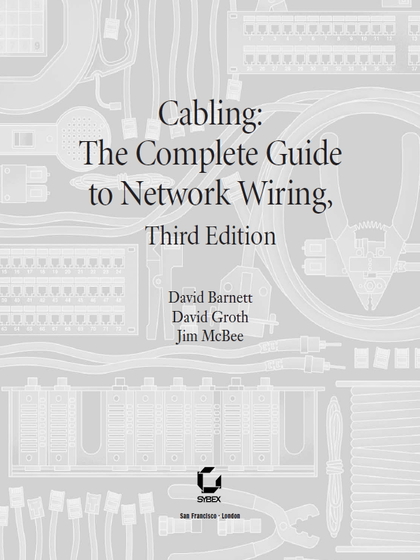 Cabling:
The Complete Guide
to Network Wiring,
Third Edition
David Barnett
David Groth
Jim McBee
SYBEX
San Francisco · London